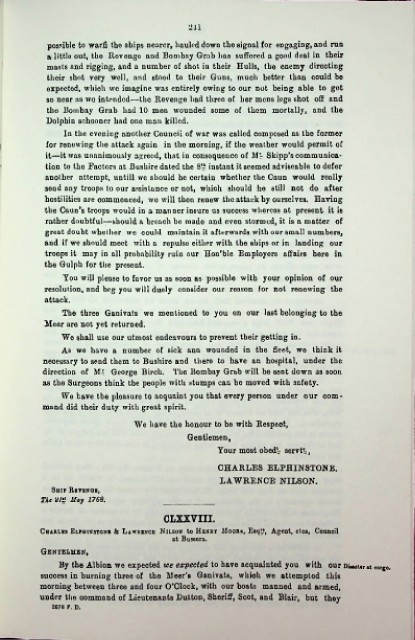 211
possible to warfi the ships nearer, hauled down the signal for engaging, and run
a little out, the Revenge and Bombay Grab has suffered a good deal in their
masts and rigging, and a number of shot in their Hulls, the enemy directing
their shot very well, and stood to their Guns, much better than could be
expected, which we imagine was entirely owing to our not being able to get
so near as we intended—the Revenge had three of her mens legs shot off and
the Bombay Grab had 10 men wounded some of them mortally, and the
Dolphin schooner had one man killed.
In the evening another Council of war was called composed as the former
for renewing the attack again in the morning, if the weather would permit of
it—it was unanimously agreed, that in consequence of Mr. Skipp's communica-
tion to the Factors at Bushire dated the 8th instant it seemed adviseable to defer
another attempt, untill we should be certain whether the Caun would really
send any troops to our assistance or not, which should he still not do after
hostilities are commenced, we will then renew the attack by ourselves. Having
the Caun's troops would in a manner insure us success whereas at present it is
rather doubtful—should a breach be made and even stormed, it is a matter of
great doubt whether we could maintain it afterwards with our small numbers,
and if we should meet with a repulse either with the ships or in landing our
troops it may in all probability ruin our Hon'ble Employers affairs here in
the Gulph for the present.
You will please to favor us as soon as possible with your opinion of our
resolution, and beg you will duely consider our reason for not renewing the
attack.
The three Ganivats we mentioned to you on our last belonging to the
Meer are not yet returned.
We shall use our utmost endeavours to prevent their getting in.
As we have a number of sick ann wounded in the fleet, we think it
necessary to send them to Bushire and there to have an hospital, under the
direction of Mr. George Birch. The Bombay Grab will be sent down as soon
as the Surgeons think the people with stumps can be moved with safety.
We have the pleasure to acquaint you that every person under our com-
mand did their duty with great spirit.
We have the honour to be with Respect,
Gentlemen,
Your most obedt. servts.,
CHARLES ELPHINSTONE.
LAWRENCE NILSON.
Ship Revenge,
The 21st May 1768.
CLXXVIII.
Charles Elphinstone & Lawrence Nilson to Henry Moore, Esqr., Agent, etca, Council
at Bussora.
Gentelmen,
By the Albion we expected we expected to have acquainted you with our Disaster at
success in burning three of the Meer's Ganivats, which we attempted this
morning between three and four O'Clock, with our boats manned and armed,
under the command of Lieutenants Dutton, Sheriff, Scot, and Blair, but they
F. D.